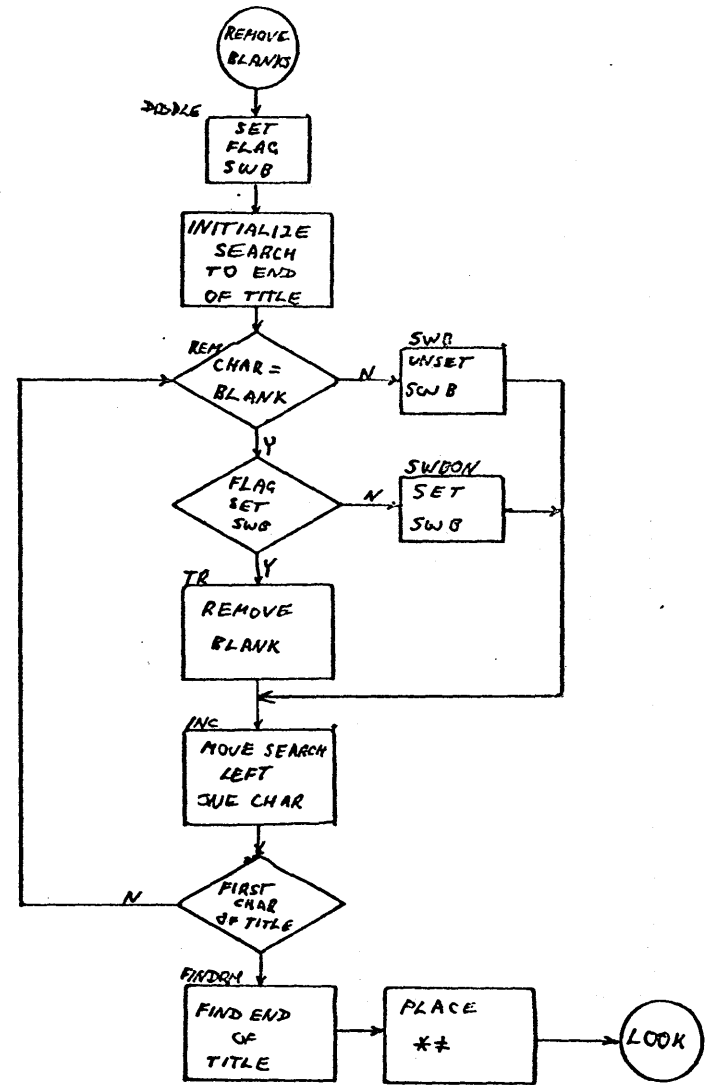 REMOVE
BLANKS
SET
FLAG
SWB
INITIALIZE
SEARCH
TO END
OF TITLE
REM
CHAR =
BLANK
N
SWB
UNSET
SWB
Y
FLAG
SET
SWB
N
SWBON
SET
SWB
Y
TR
REMOVE
BLANK
INC
MOVE SEARCH
LEFT
CHAR
FIRST
CHAR
OF TITLE
N
FIND END
OF
TITLE
PLACE
**‡
LOOK